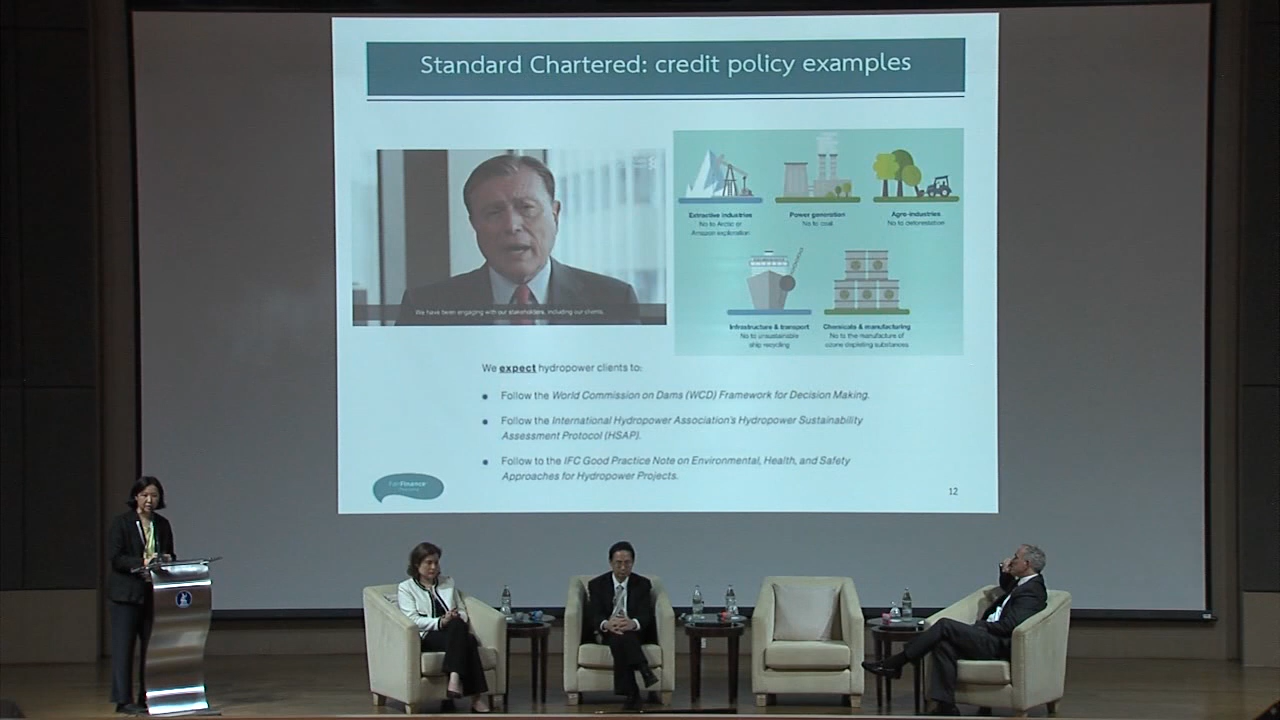 Standard Chartered: credit policy examples
We have been engaging with our stakeholders, including our clients,
Extractive industries
No to Arctic or
Amazon exploration
Power generation
No to coal
Agro-industries
No to deforestation
Infrastructure & transport
No to unsustainable
ship recycling
Chemicals & manufacturing
No to the manufacture of
ozone depleting substances
We expect hydropower clients to:
• Follow the World Commission on Dams (WCD) Framework for Decision Making.
• Follow the International Hydropower Association's Hydropower Sustainability
Assessment Protocol (HSAP).
• Follow to the IFC Good Practice Note on Environmental, Health, and Safety
Approaches for Hydropower Projects.
FairFinance
12